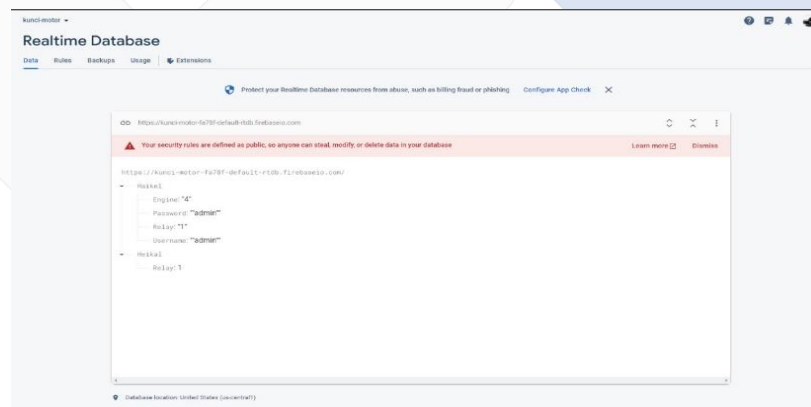 kunci-motor
Realtime Database
Data Rules Backups Usage Extensions
Protect your Realtime Database resources from abuse, such as billing fraud or phishing Configure App Check
https://kunci-motor-fa78f-default-rtdb.firebaseio.com
Your security rules are defined as public, so anyone can steal, modify, or delete data in your database Learn more Dismiss
https://kunci-motor-fa78f-default-rtdb.firebaseio.com/
Haikal
Engine: "4"
Password: ""admin""
Relay: "1"
Username: ""admin""
Heikal
Relay: 1
Database location: United States (us-central1)